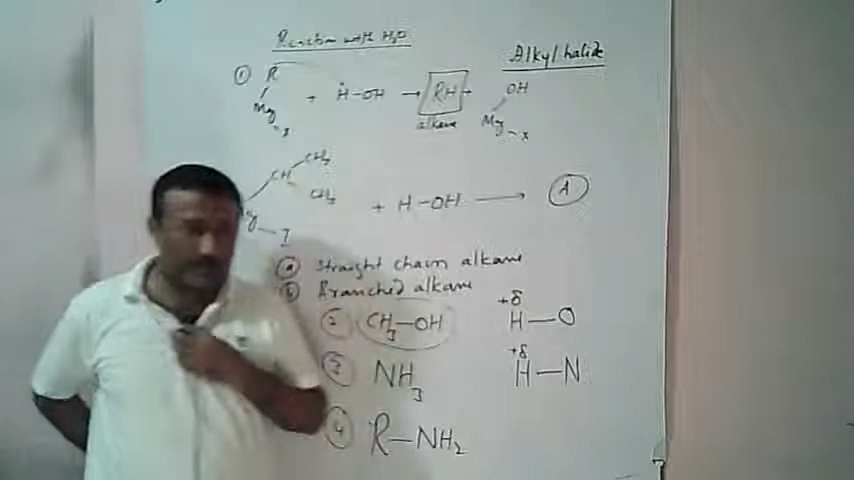 Reaction with H2O
Alkyl halide
① R
Mg
x
+ H-OH → RH +
alkane
OH
Mg
x
CH3
CH
CH3
I
+ H-OH → A
ⓐ Straight chain alkane
ⓑ Branched alkane
② CH3-OH
+δ
H-O
③ NH3
+δ
H-N
④ R-NH2